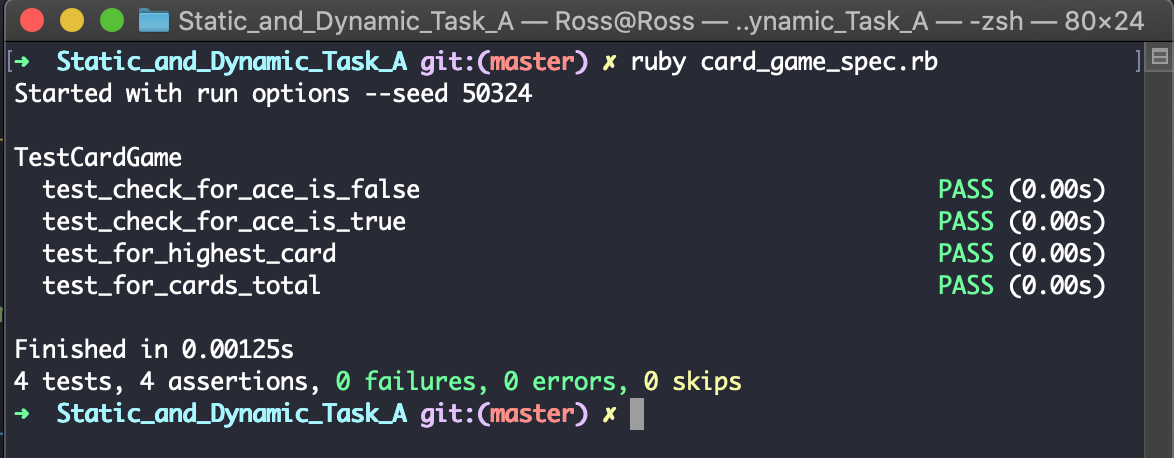 Static_and_Dynamic_Task_A — Ross@Ross — ..ynamic_Task_A — -zsh — 80×24
[➜  Static_and_Dynamic_Task_A git:(master) ✗ ruby card_game_spec.rb ]
Started with run options --seed 50324
TestCardGame
test_check_for_ace_is_false PASS (0.00s)
test_check_for_ace_is_true PASS (0.00s)
test_for_highest_card PASS (0.00s)
test_for_cards_total PASS (0.00s)
Finished in 0.00125s
4 tests, 4 assertions, 0 failures, 0 errors, 0 skips
➜  Static_and_Dynamic_Task_A git:(master) ✗